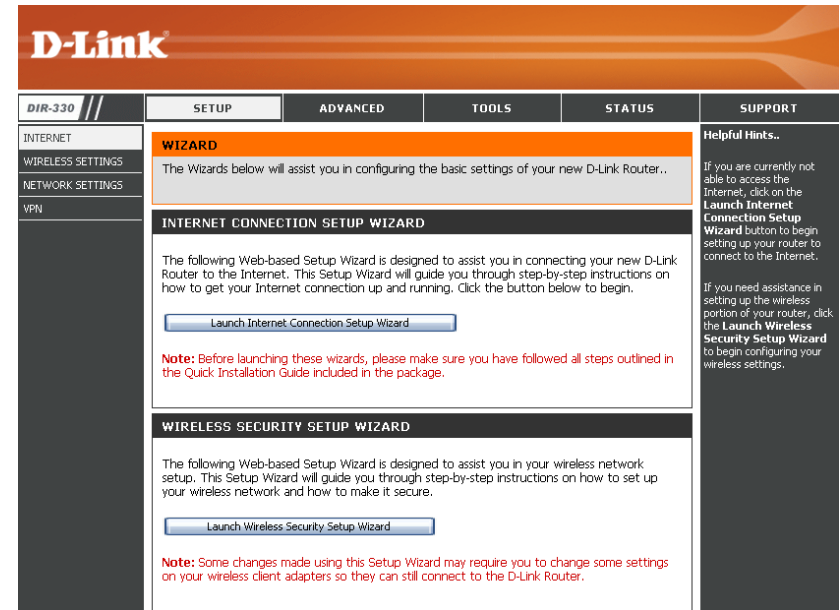 D-Link
DIR-330
SETUP
ADVANCED
TOOLS
STATUS
SUPPORT
INTERNET
WIRELESS SETTINGS
NETWORK SETTINGS
VPN
WIZARD
The Wizards below will assist you in configuring the basic settings of your new D-Link Router..
INTERNET CONNECTION SETUP WIZARD
The following Web-based Setup Wizard is designed to assist you in connecting your new D-Link
Router to the Internet. This Setup Wizard will guide you through step-by-step instructions on
how to get your Internet connection up and running. Click the button below to begin.
Launch Internet Connection Setup Wizard
Note: Before launching these wizards, please make sure you have followed all steps outlined in
the Quick Installation Guide included in the package.
WIRELESS SECURITY SETUP WIZARD
The following Web-based Setup Wizard is designed to assist you in your wireless network
setup. This Setup Wizard will guide you through step-by-step instructions on how to set up
your wireless network and how to make it secure.
Launch Wireless Security Setup Wizard
Note: Some changes made using this Setup Wizard may require you to change some settings
on your wireless client adapters so they can still connect to the D-Link Router.
Helpful Hints..
If you are currently not
able to access the
Internet, click on the
Launch Internet
Connection Setup
Wizard button to begin
setting up your router to
connect to the Internet.
If you need assistance in
setting up the wireless
portion of your router, click
the Launch Wireless
Security Setup Wizard
to begin configuring your
wireless settings.